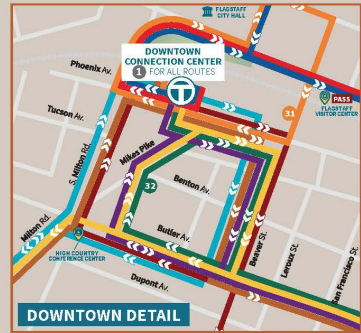 FLAGSTAFF
CITY HALL
DOWNTOWN
CONNECTION CENTER
1 FOR ALL ROUTES
Phoenix Av.
PASS
FLAGSTAFF
VISITOR CENTER
31
Tucson Av.
S. Milton Rd.
Mikes Pike
32
Benton Av.
Milton Rd.
Butler Av.
HIGH COUNTRY
CONFERENCE CENTER
Beaver St.
Leroux St.
San Francisco St.
Dupont Av.
DOWNTOWN DETAIL